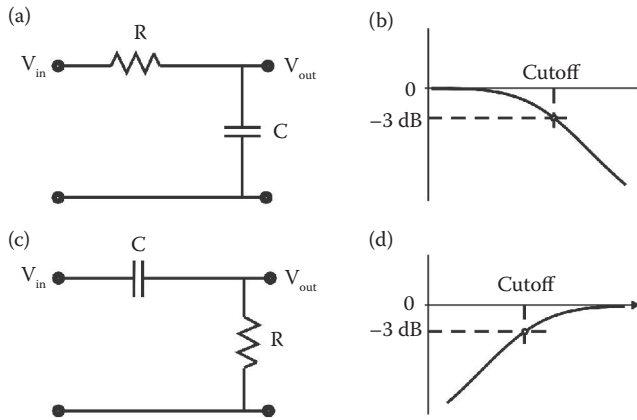 (a)
R
V_in
V_out
C
(b)
Cutoff
0
−3 dB
(c)
C
V_in
V_out
R
(d)
Cutoff
0
−3 dB